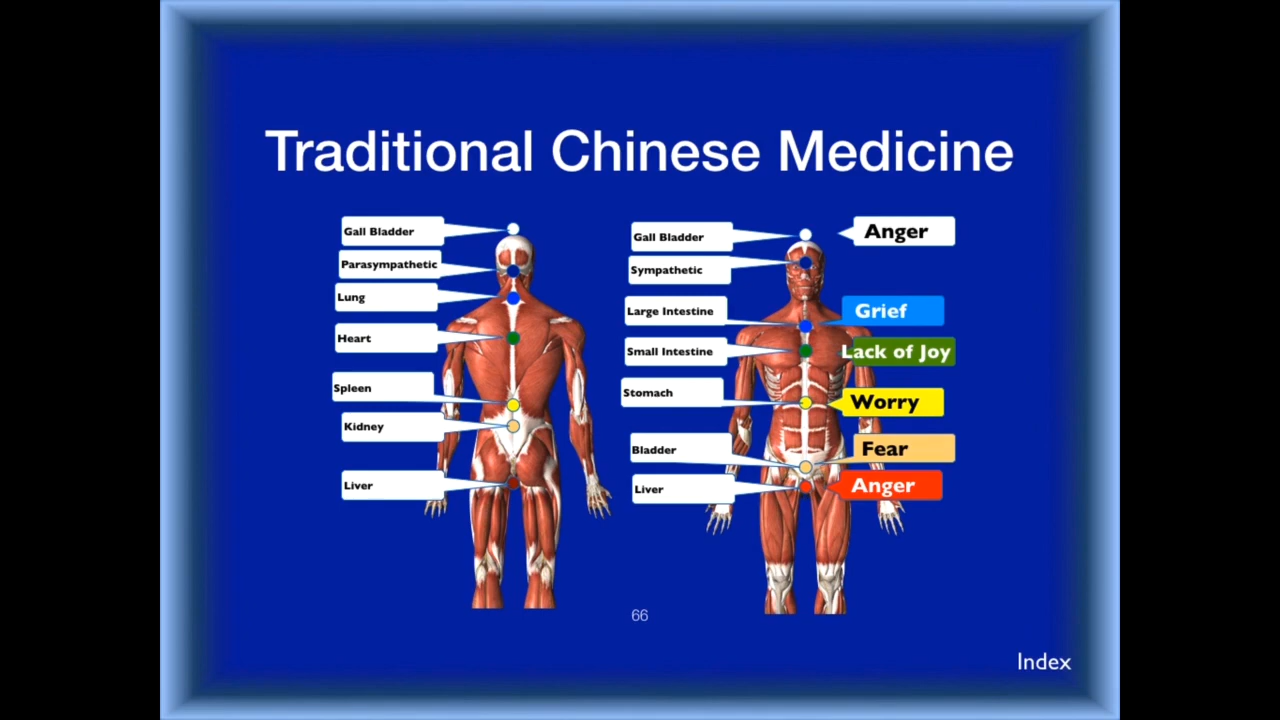 Traditional Chinese Medicine
Gall Bladder
Parasympathetic
Lung
Heart
Spleen
Kidney
Liver
Gall Bladder
Sympathetic
Large Intestine
Small Intestine
Stomach
Bladder
Liver
Anger
Grief
Lack of Joy
Worry
Fear
Anger
66
Index